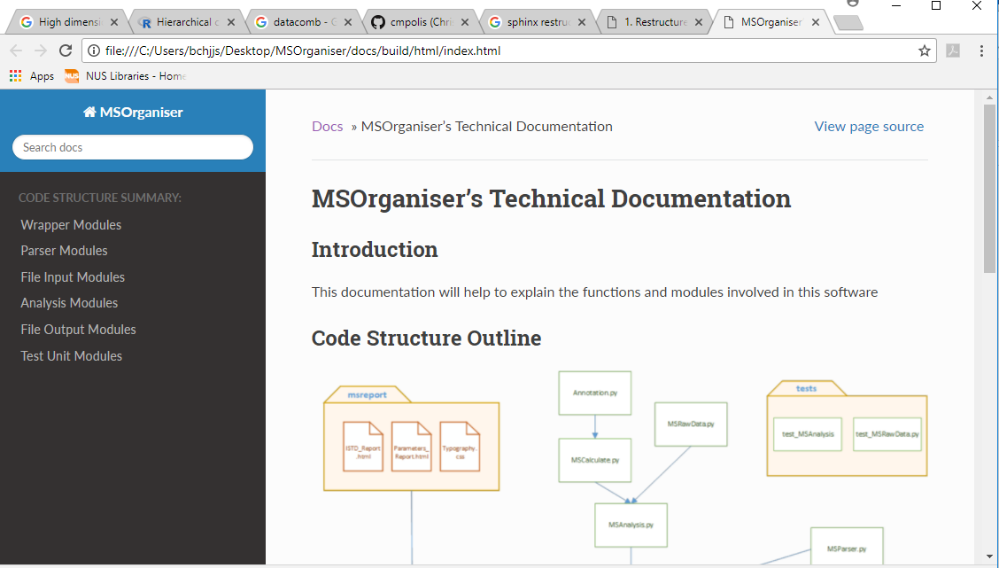 High dimensi
Hierarchical c
datacomb - G
cmpolis (Chri
sphinx restru
1. Restructure
MSOrganiser
file:///C:/Users/bchjjs/Desktop/MSOrganiser/docs/build/html/index.html
Apps
NUS Libraries - Home
MSOrganiser
Search docs
CODE STRUCTURE SUMMARY:
Wrapper Modules
Parser Modules
File Input Modules
Analysis Modules
File Output Modules
Test Unit Modules
Docs » MSOrganiser’s Technical Documentation
View page source
MSOrganiser’s Technical Documentation
Introduction
This documentation will help to explain the functions and modules involved in this software
Code Structure Outline
msreport
ISTD_Report
.html
Parameters_
Report.html
Typography.
css
Annotation.py
MSRawData.py
MSCalculate.py
MSAnalysis.py
tests
test_MSAnalysis
test_MSRawData.py
MSParser.py